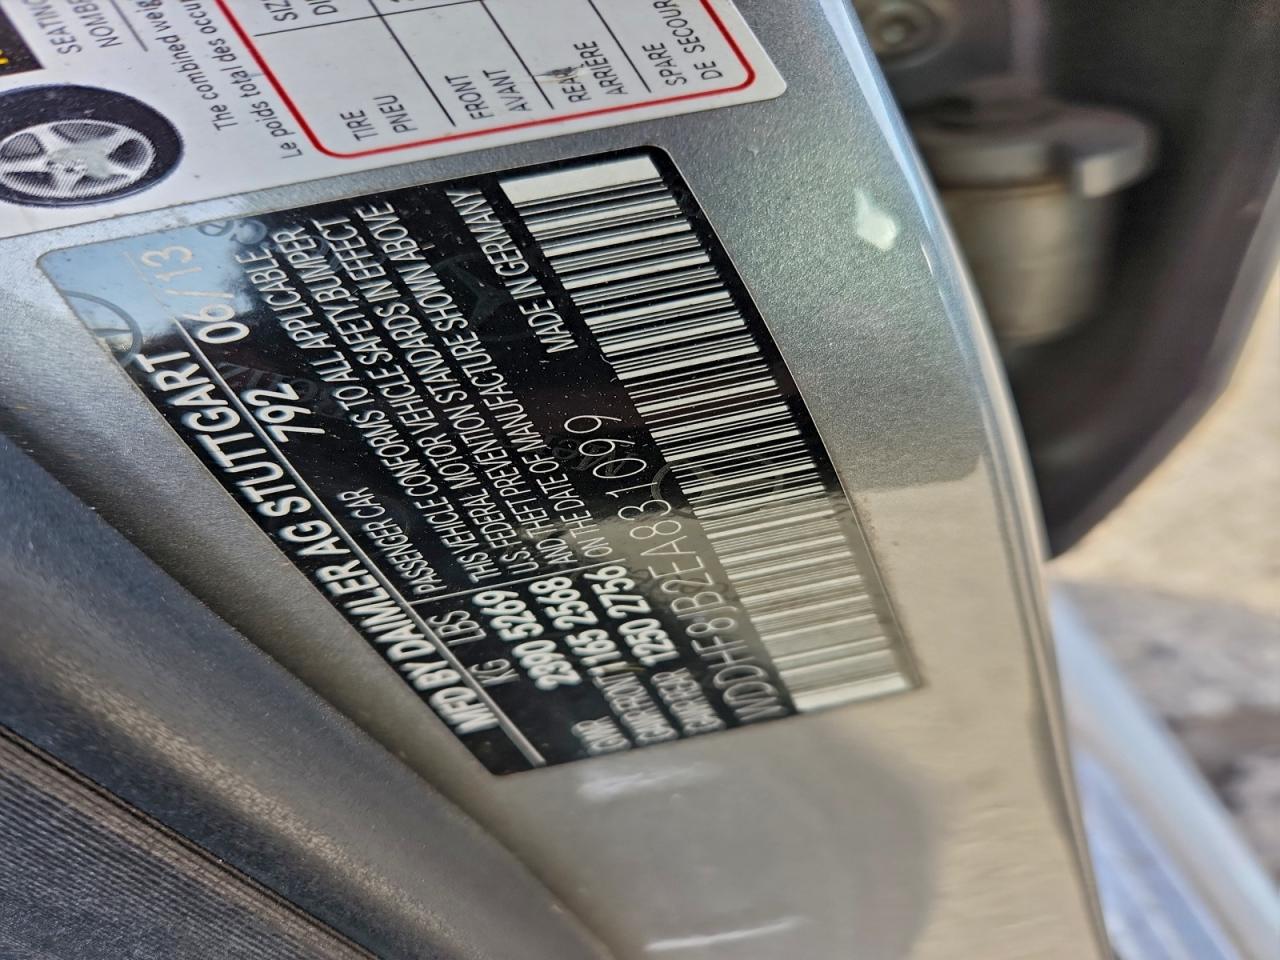 SEATING
NOMBRE
The combined weig
Le poids total des occu
TIRE
PNEU
SIZ
DI
FRONT
AVANT
REAR
ARRIERE
SPARE
DE SECOUR
MFD BY DAIMLER AG STUTTGART 06/13
KG LBS PASSENGER CAR 792
GVWR 2390 5269 THIS VEHICLE CONFORMS TO ALL APPLICABLE
GAWR FRONT 1165 2568 U.S. FEDERAL MOTOR VEHICLE SAFETY, BUMPER
GAWR REAR 1250 2756 AND THEFT PREVENTION STANDARDS IN EFFECT
ON THE DATE OF MANUFACTURE SHOWN ABOVE
WDDHF8JB2EA831099 MADE IN GERMANY